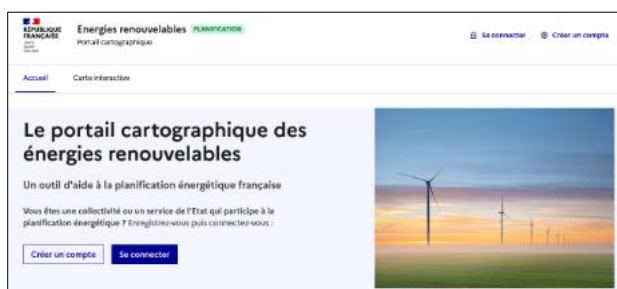 RÉPUBLIQUE
FRANÇAISE
Energies renouvelables PLANIFICATION
Portail cartographique
Se connecter Créer un compte
Accueil Carte interactive
Le portail cartographique des
énergies renouvelables
Un outil d'aide à la planification énergétique française
Vous êtes une collectivité ou un service de l'Etat qui participe à la
planification énergétique ? Enregistrez-vous puis connectez-vous :
Créer un compte Se connecter